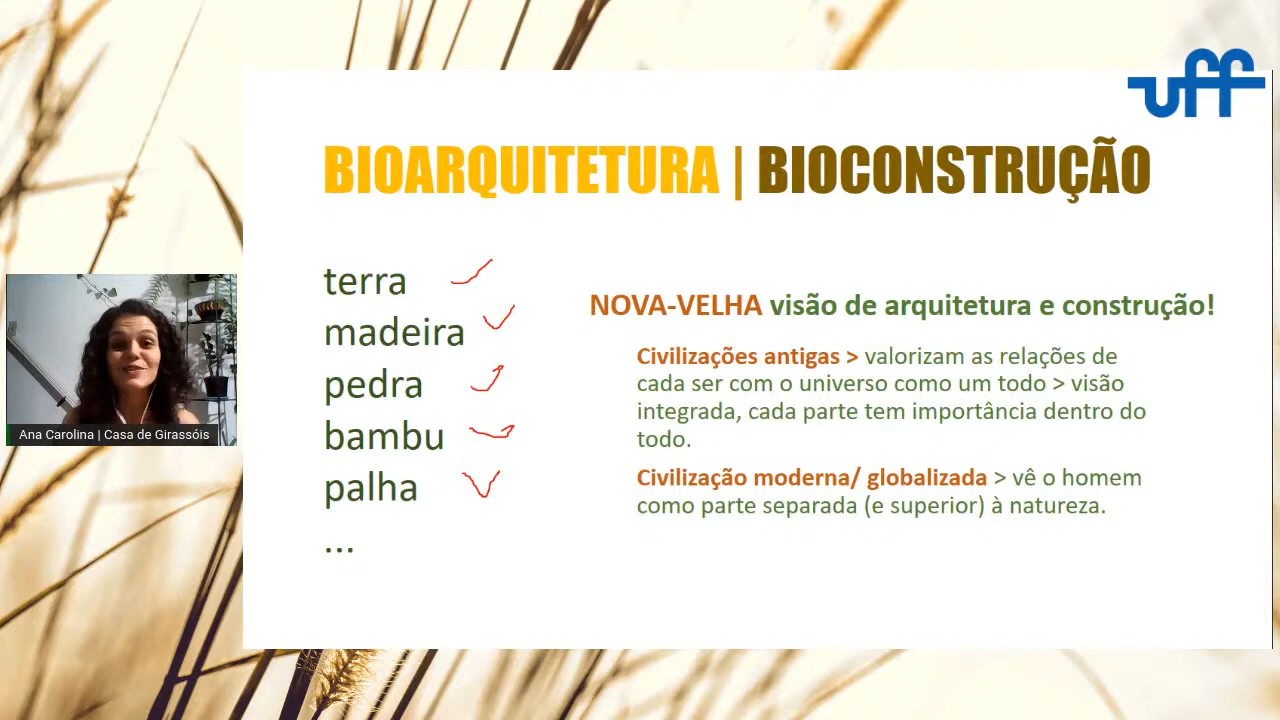 uff
BIOARQUITETURA | BIOCONSTRUÇÃO
terra
madeira
pedra
bambu
palha
...
NOVA-VELHA visão de arquitetura e construção!
Civilizações antigas > valorizam as relações de
cada ser com o universo como um todo > visão
integrada, cada parte tem importância dentro do
todo.
Civilização moderna/ globalizada > vê o homem
como parte separada (e superior) à natureza.
Ana Carolina | Casa de Girassóis